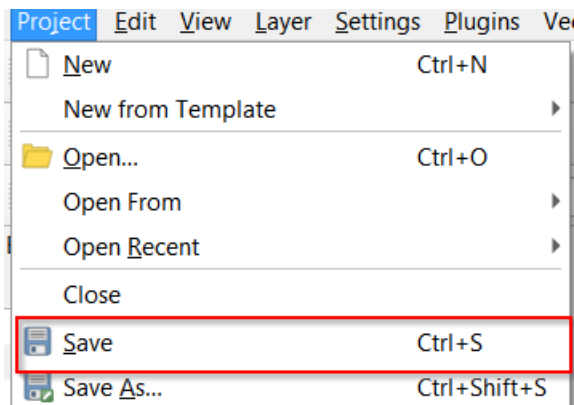 Project Edit View Layer Settings Plugins
New Ctrl+N
New from Template
Open... Ctrl+O
Open From
Open Recent
Close
Save Ctrl+S
Save As... Ctrl+Shift+S